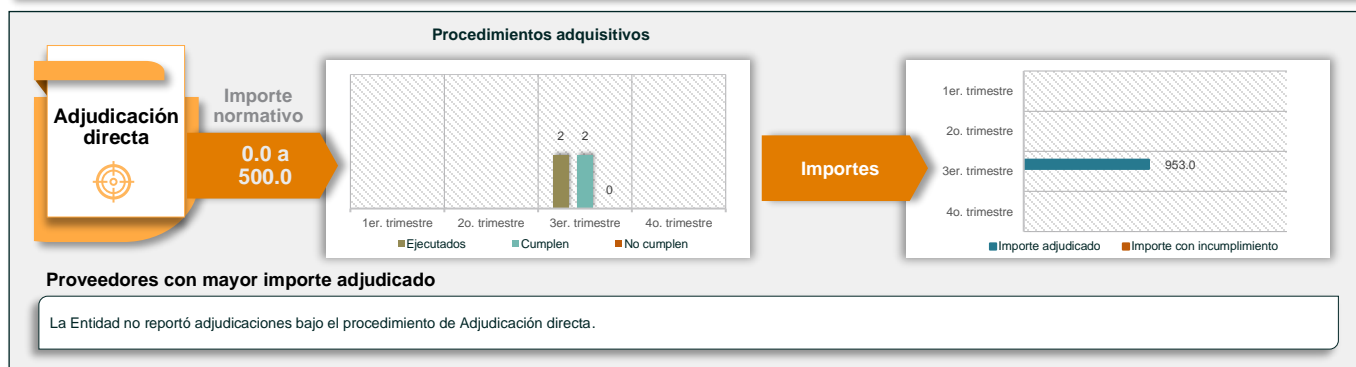 Procedimientos adquisitivos
Adjudicación
directa
Importe
normativo
0.0 a
500.0
2
2
0
1er. trimestre
2o. trimestre
3er. trimestre
4o. trimestre
Ejecutados
Cumplen
No cumplen
Importes
1er. trimestre
2o. trimestre
3er. trimestre
4o. trimestre
953.0
Importe adjudicado
Importe con incumplimiento
Proveedores con mayor importe adjudicado
La Entidad no reportó adjudicaciones bajo el procedimiento de Adjudicación directa.